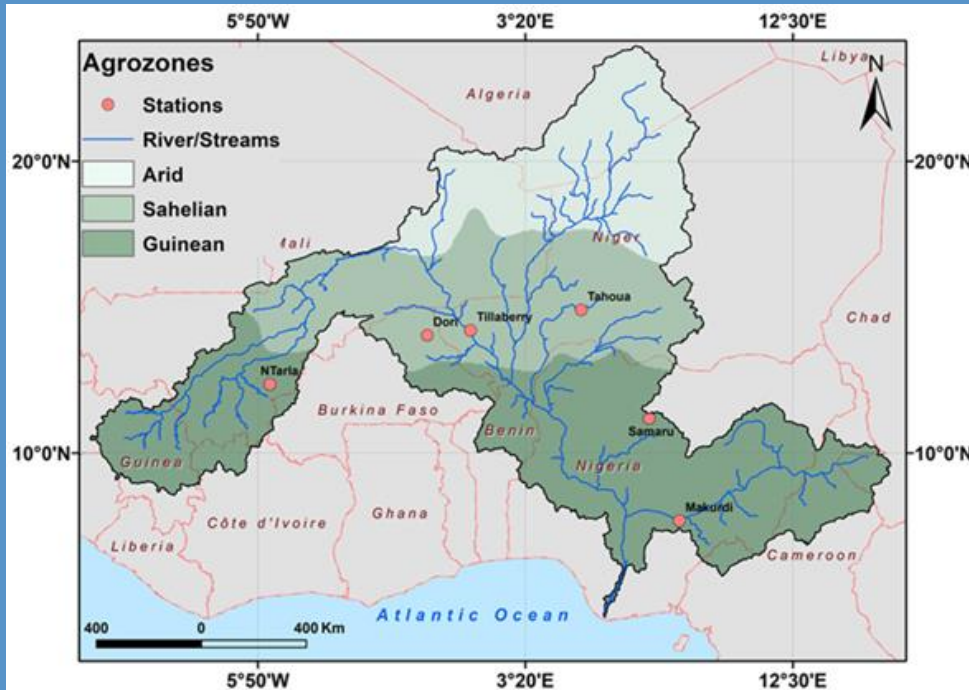 5°50'W 3°20'E 12°30'E
Agrozones
Stations
River/Streams
Arid
Sahelian
Guinean
N
Libya
Algeria
20°0'N 20°0'N
Mali
Niger
Tahoua
Dori
Tillaberry
Chad
NTarla
Burkina Faso
Benin
Samaru
10°0'N 10°0'N
Guinea
Nigeria
Côte d'Ivoire
Ghana
Makurdi
Liberia
Cameroon
Atlantic Ocean
400 0 400 Km
5°50'W 3°20'E 12°30'E